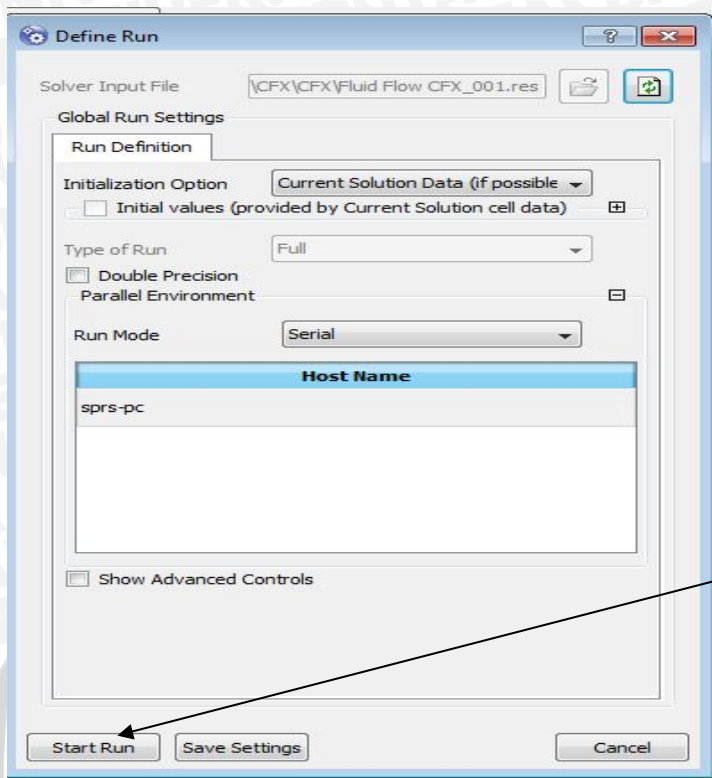 Define Run
Solver Input File \CFX\CFX\Fluid Flow CFX_001.res
Global Run Settings
Run Definition
Initialization Option Current Solution Data (if possible
Initial values (provided by Current Solution cell data)
Type of Run Full
Double Precision
Parallel Environment
Run Mode Serial
Host Name
sprs-pc
Show Advanced Controls
Start Run Save Settings Cancel